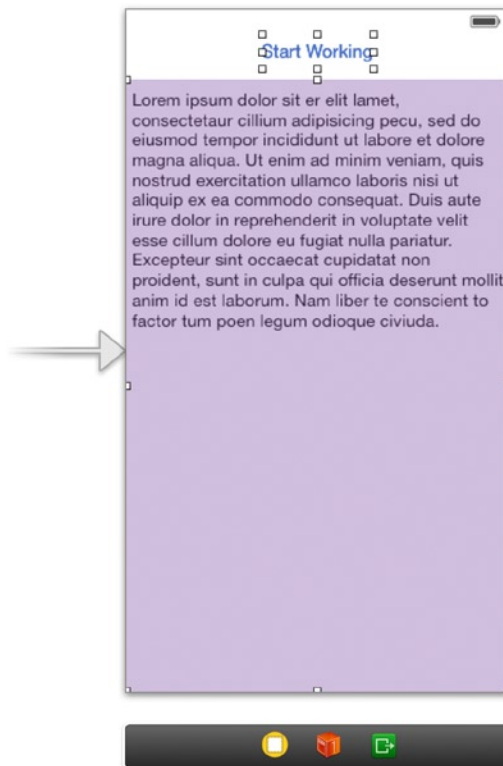 Start Working
Lorem ipsum dolor sit er elit lamet,
consectetaur cillium adipisicing pecu, sed do
eiusmod tempor incididunt ut labore et dolore
magna aliqua. Ut enim ad minim veniam, quis
nostrud exercitation ullamco laboris nisi ut
aliquip ex ea commodo consequat. Duis aute
irure dolor in reprehenderit in voluptate velit
esse cillum dolore eu fugiat nulla pariatur.
Excepteur sint occaecat cupidatat non
proident, sunt in culpa qui officia deserunt mollit
anim id est laborum. Nam liber te conscient to
factor tum poen legum odioque civiuda.